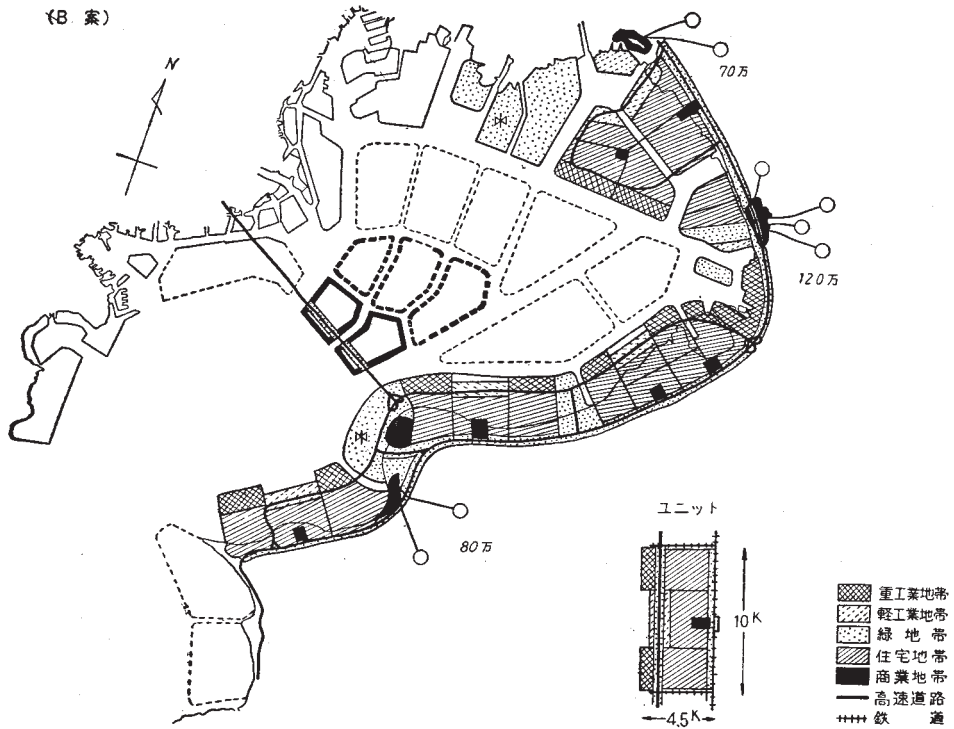 (B 案)
N
70万
120万
80万
ユニット
10K
4.5K
重工業地帯
軽工業地帯
緑地帯
住宅地帯
商業地帯
高速道路
鉄道